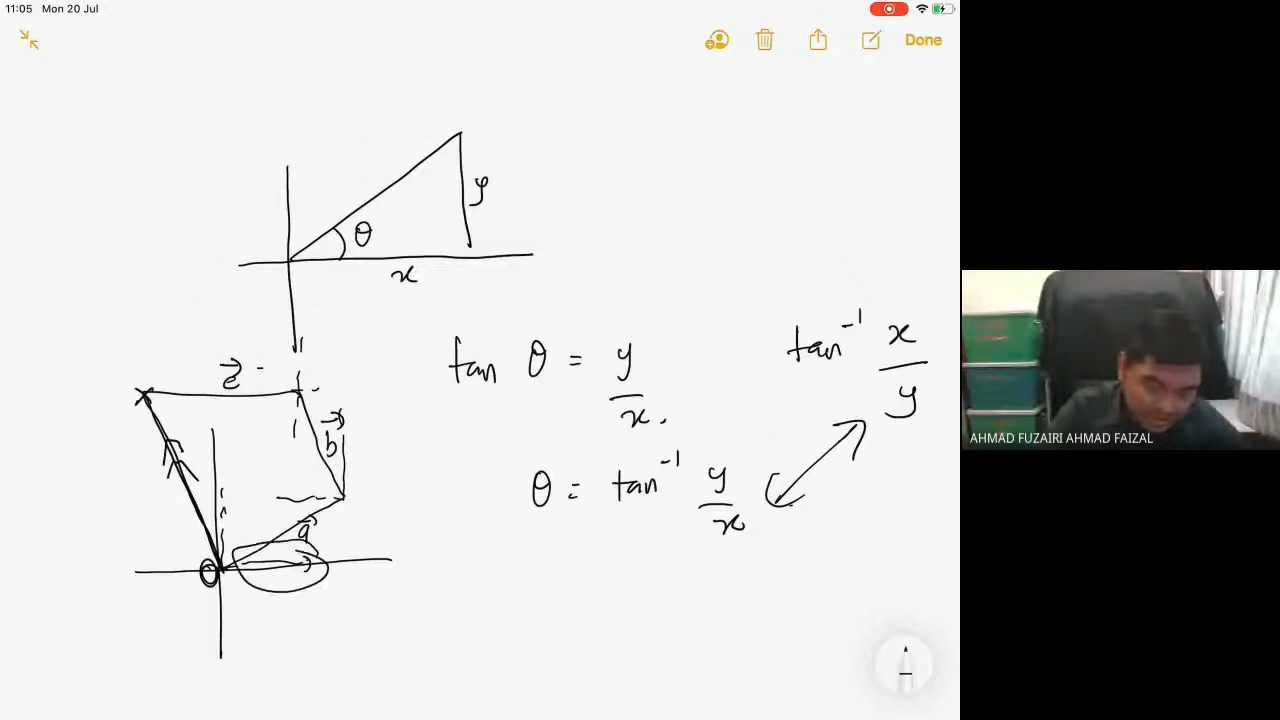 11:05 Mon 20 Jul
Done
θ
y
x
tan θ = y/x.
tan⁻¹ x/y
θ = tan⁻¹ y/x
b
a
O
AHMAD FUZAIRI AHMAD FAIZAL